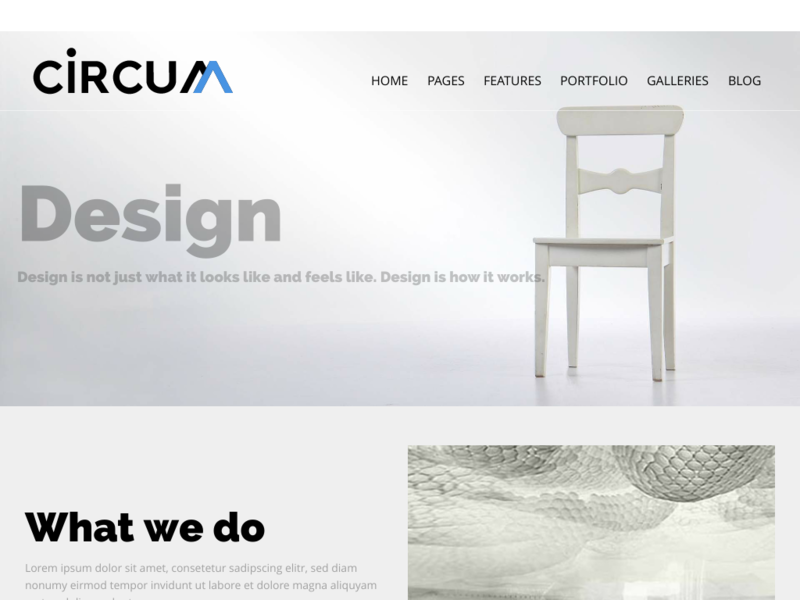 CİRCUM
HOME PAGES FEATURES PORTFOLIO GALLERIES BLOG
Design
Design is not just what it looks like and feels like. Design is how it works.
What we do
Lorem ipsum dolor sit amet, consetetur sadipscing elitr, sed diam
nonumy eirmod tempor invidunt ut labore et dolore magna aliquyam